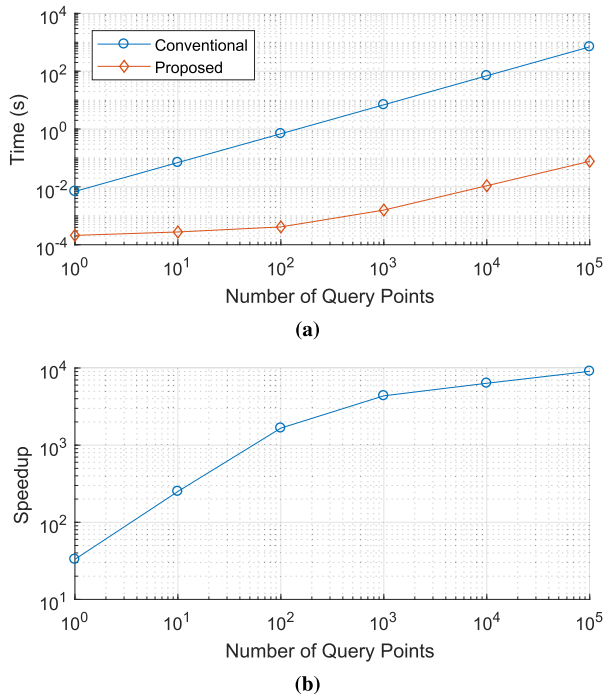 10^4
Conventional
Proposed
10^2
10^0
10^-2
10^-4
Time (s)
10^0 10^1 10^2 10^3 10^4 10^5
Number of Query Points
(a)
10^4
10^3
10^2
10^1
Speedup
10^0 10^1 10^2 10^3 10^4 10^5
Number of Query Points
(b)